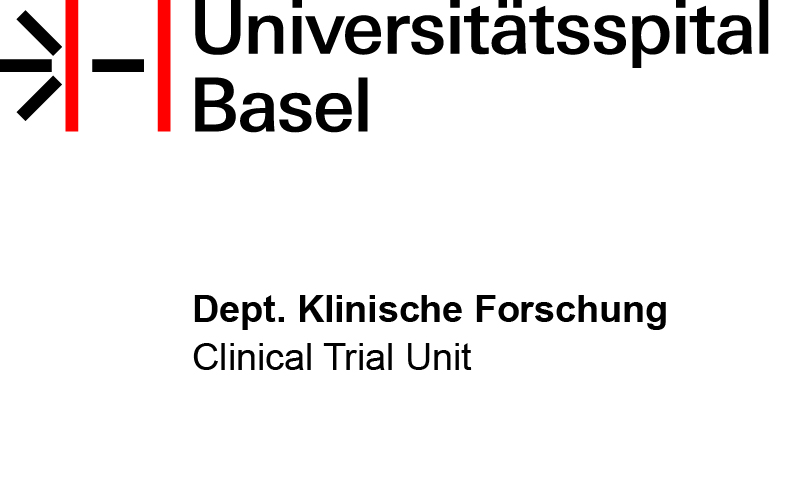 Universitätsspital
Basel
Dept. Klinische Forschung
Clinical Trial Unit